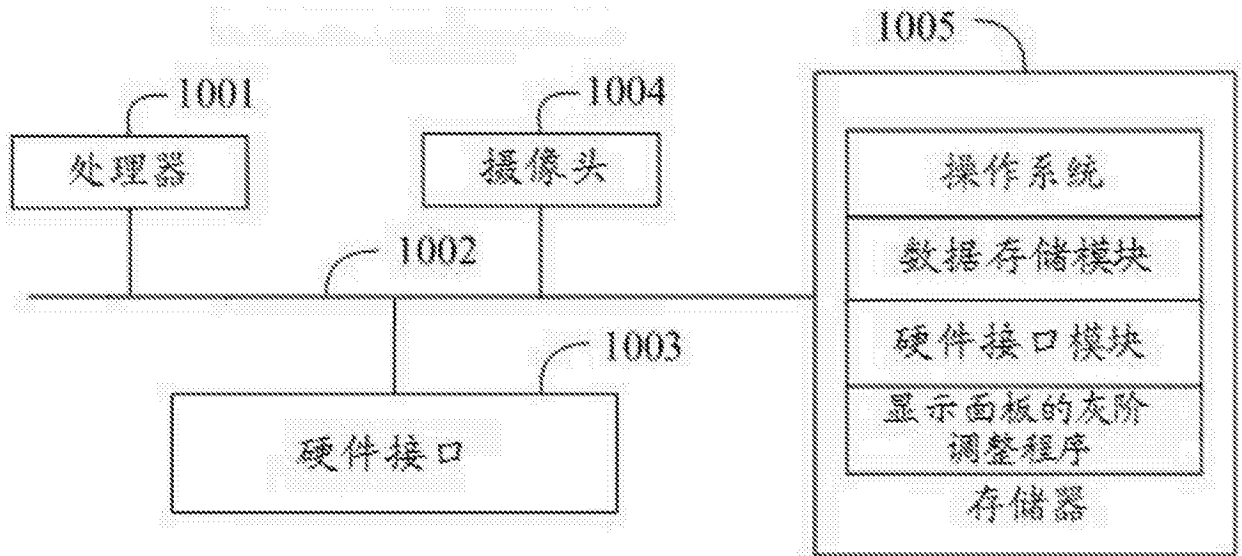 1005
1001
1004
处理器
摄像头
操作系统
数据存储模块
1002
硬件接口模块
1003
显示面板的灰阶
调整程序
硬件接口
存储器